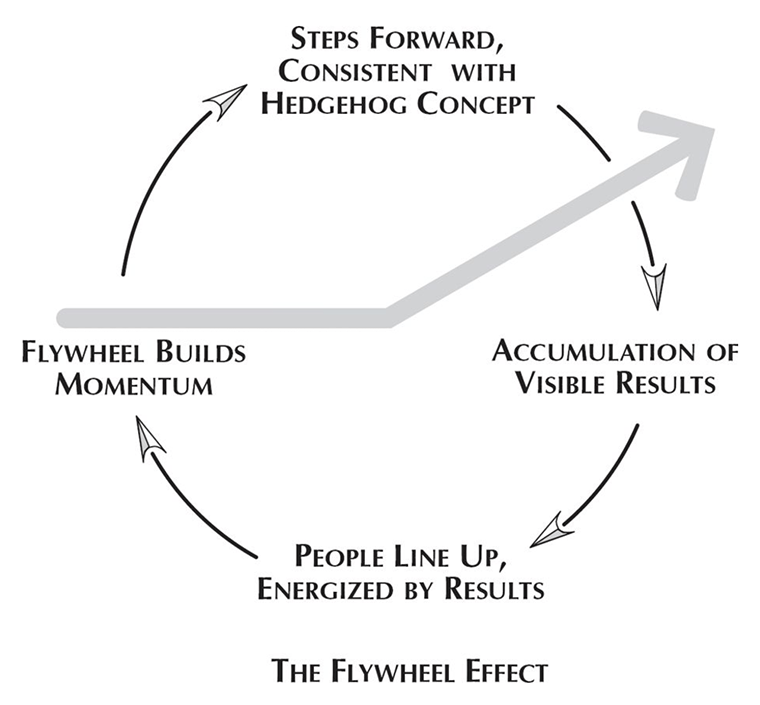 STEPS FORWARD,
CONSISTENT WITH
HEDGEHOG CONCEPT
ACCUMULATION OF
VISIBLE RESULTS
PEOPLE LINE UP,
ENERGIZED BY RESULTS
FLYWHEEL BUILDS
MOMENTUM
THE FLYWHEEL EFFECT